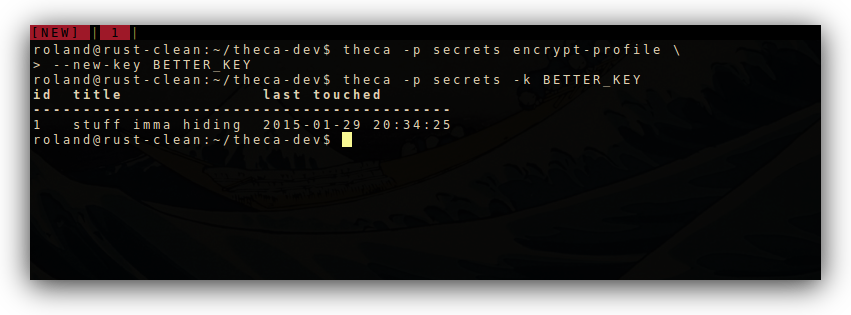 [NEW] | 1 |
roland@rust-clean:~/theca-dev$ theca -p secrets encrypt-profile \
> --new-key BETTER_KEY
roland@rust-clean:~/theca-dev$ theca -p secrets -k BETTER_KEY
id  title              last touched
------------------------------------------
1   stuff imma hiding  2015-01-29 20:34:25
roland@rust-clean:~/theca-dev$